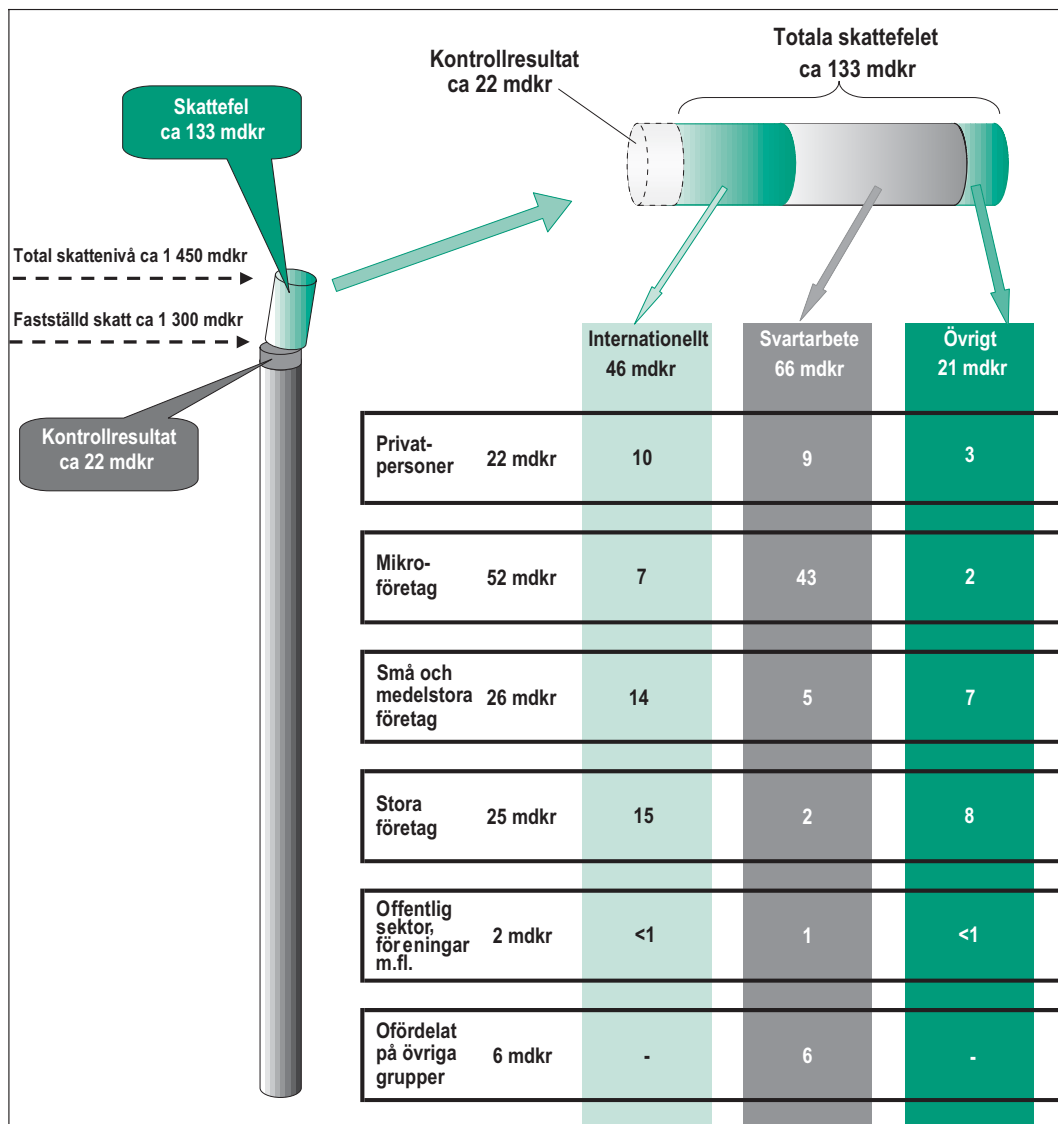 Kontrollresultat
ca 22 mdkr
Totala skattefelet
ca 133 mdkr
Skattefel
ca 133 mdkr
Total skattenivå ca 1 450 mdkr
Fastställd skatt ca 1 300 mdkr
Kontrollresultat
ca 22 mdkr
Internationellt
46 mdkr
Svartarbete
66 mdkr
Övrigt
21 mdkr
Privat-
personer
22 mdkr
10
9
3
Mikro-
företag
52 mdkr
7
43
2
Små och
medelstora
företag
26 mdkr
14
5
7
Stora
företag
25 mdkr
15
2
8
Offentlig
sektor,
föreningar
m.fl.
2 mdkr
<1
1
<1
Ofördelat
på övriga
grupper
6 mdkr
-
6
-